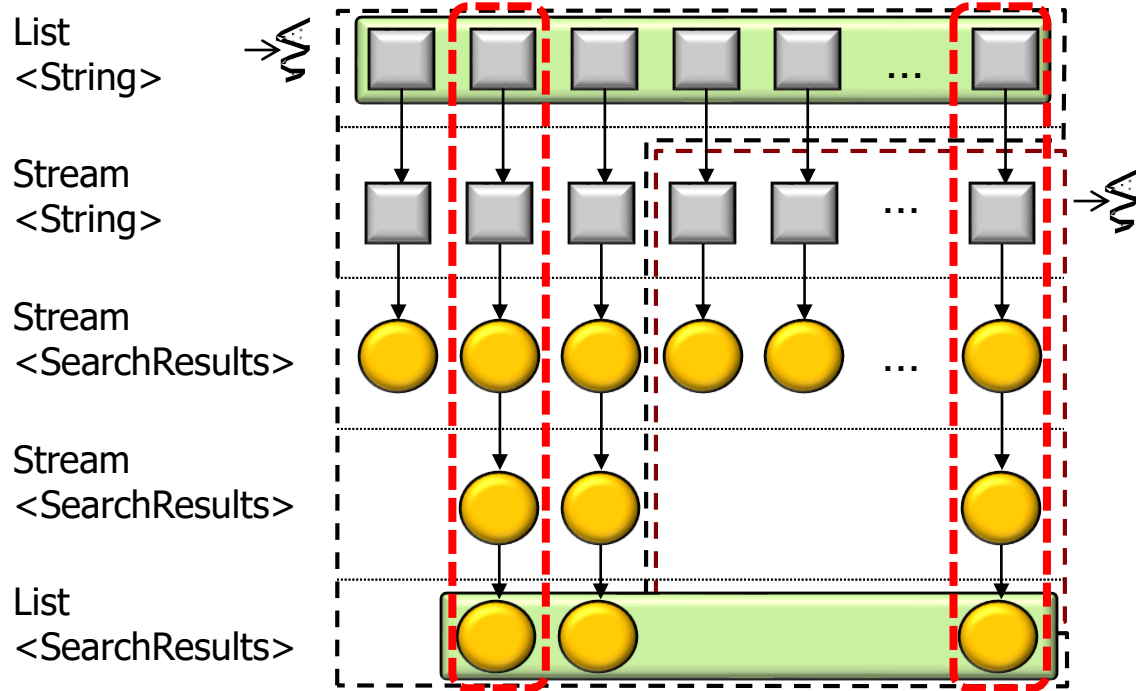 List
<String>
...
Stream
<String>
...
Stream
<SearchResults>
...
Stream
<SearchResults>
List
<SearchResults>